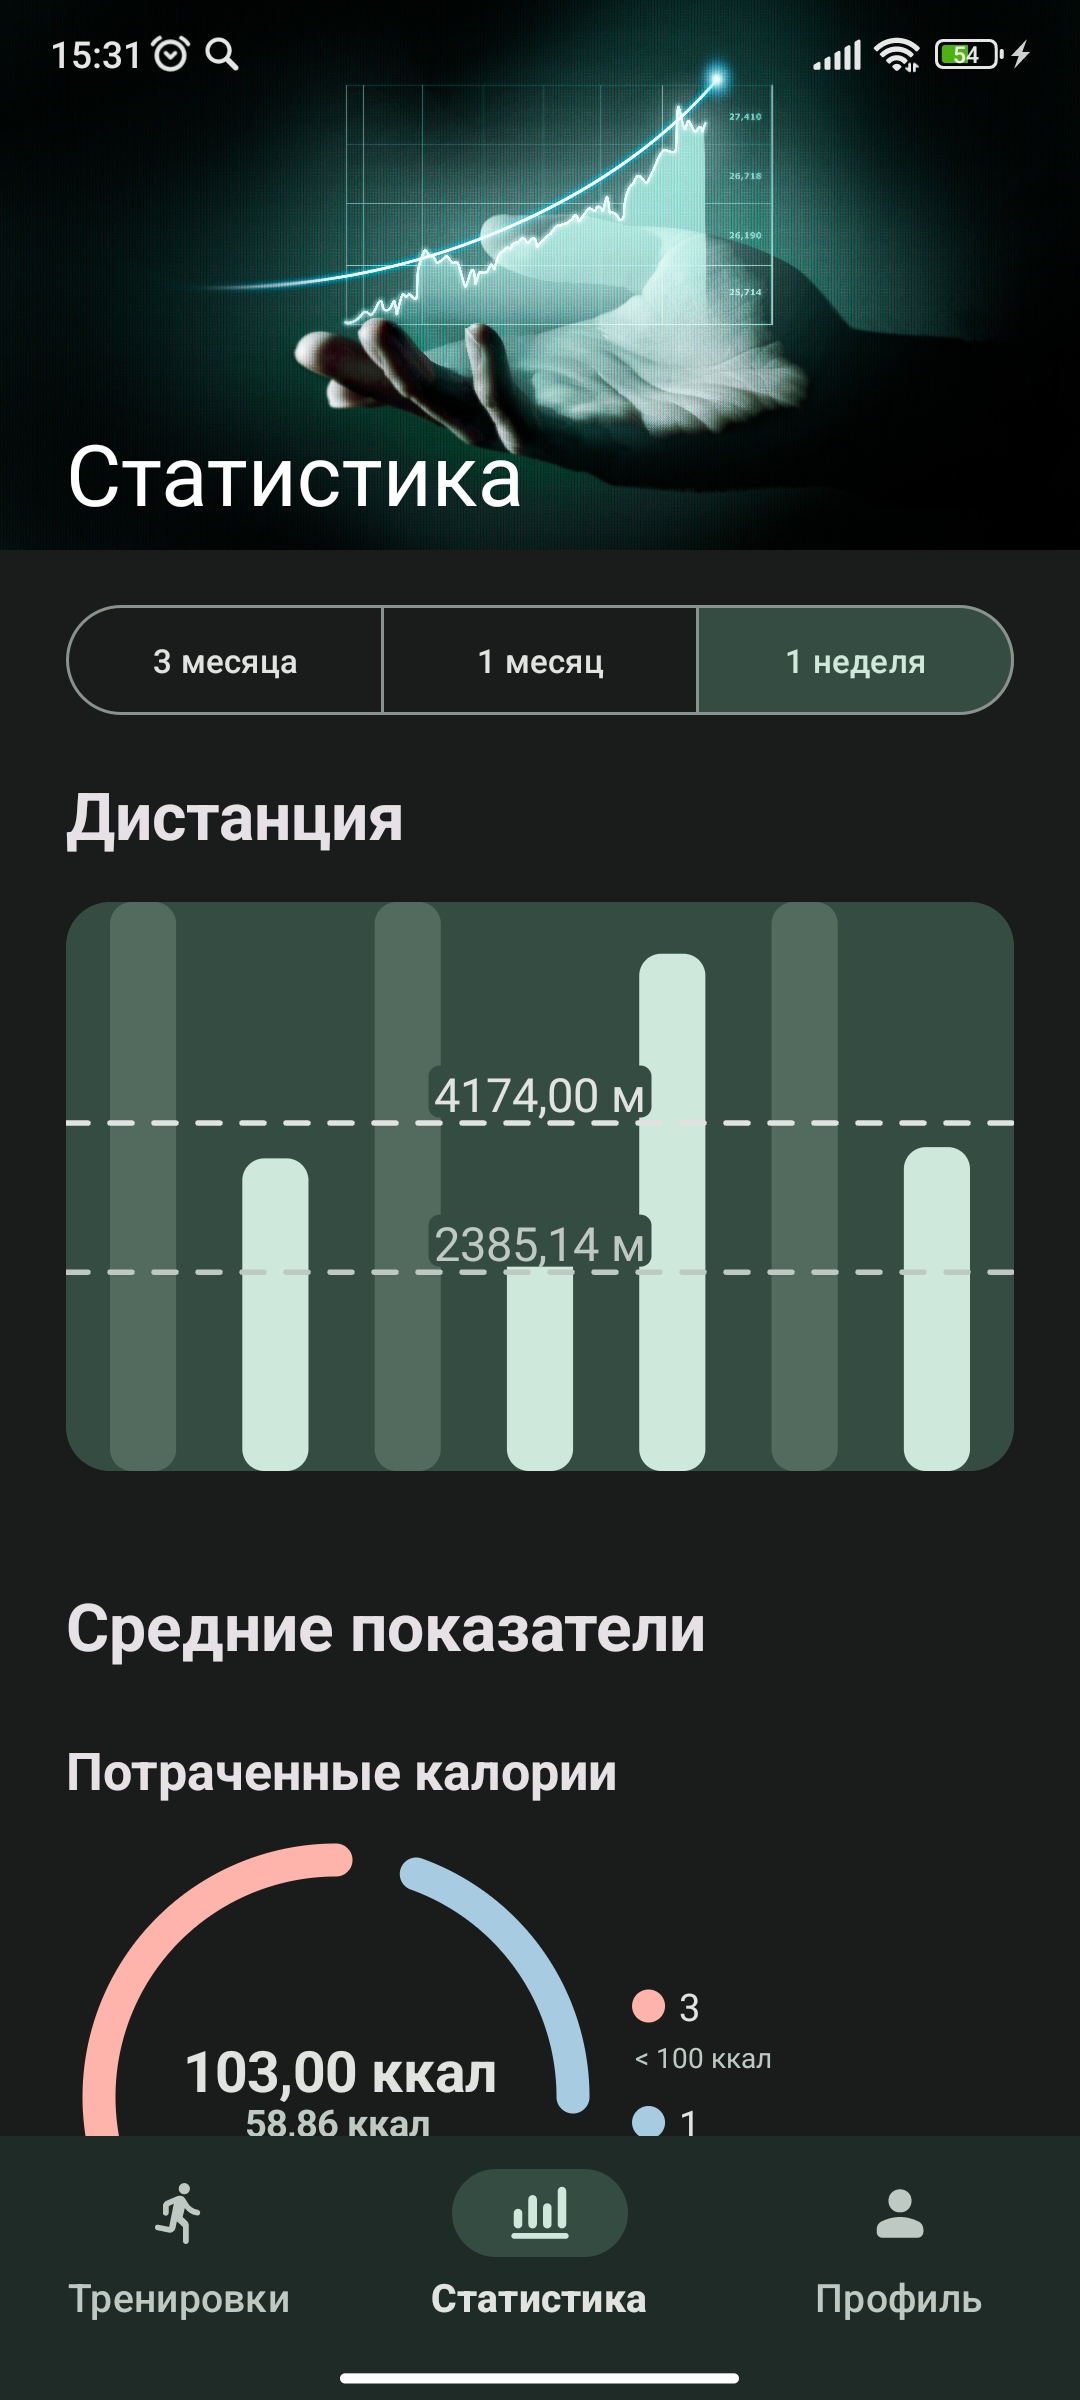 15:31
54
27,410
26,718
26,190
25,714
Статистика
3 месяца
1 месяц
1 неделя
Дистанция
4174,00 м
2385,14 м
Средние показатели
Потраченные калории
103,00 ккал
58,86 ккал
3
< 100 ккал
1
Тренировки
Статистика
Профиль